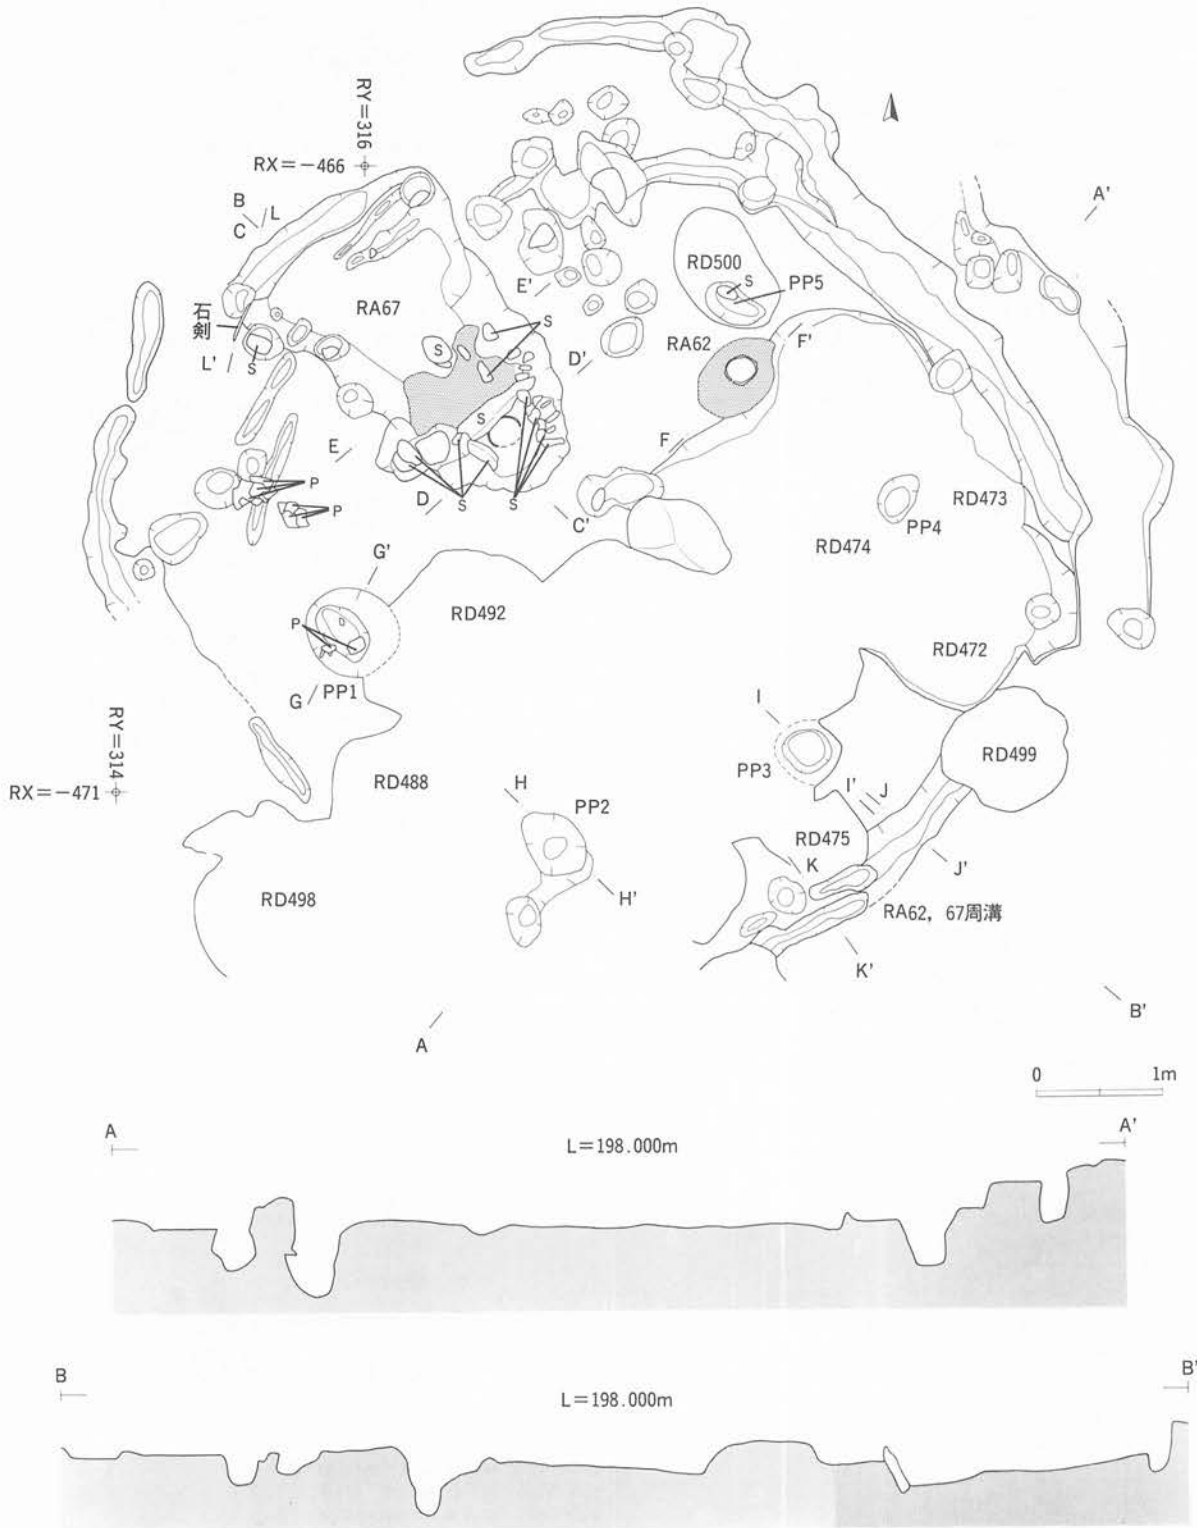 RY=316
RX=-466
A'
B
L
C
RD500
S
PP5
E'
石剣
RA67
S
RA62
F'
L'
S
S
D'
S
E
F
P
D
S
S
C'
RD473
PP4
P
RD474
G'
RD492
P
RD472
G
PP1
I
RY=314
PP3
RD499
RX=-471
RD488
H
PP2
I'
J
RD475
K
J'
RD498
H'
RA62, 67周溝
K'
B'
A
0 1m
A A'
L=198.000m
B B'
L=198.000m